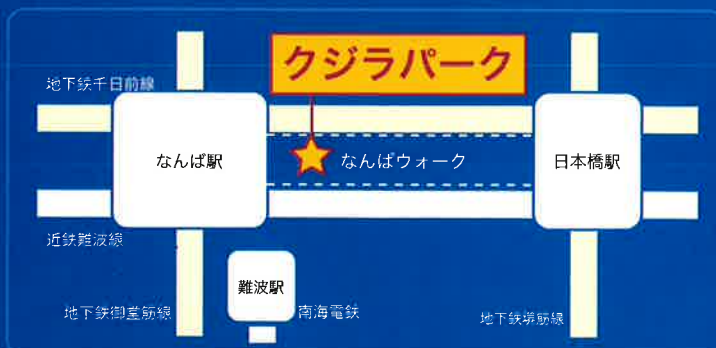 クジラパーク
地下鉄千日前線
なんば駅
なんぱウォーク
日本橋駅
近鉄難波線
難波駅
地下鉄御堂筋線
南海電鉄
地下鉄堺筋線